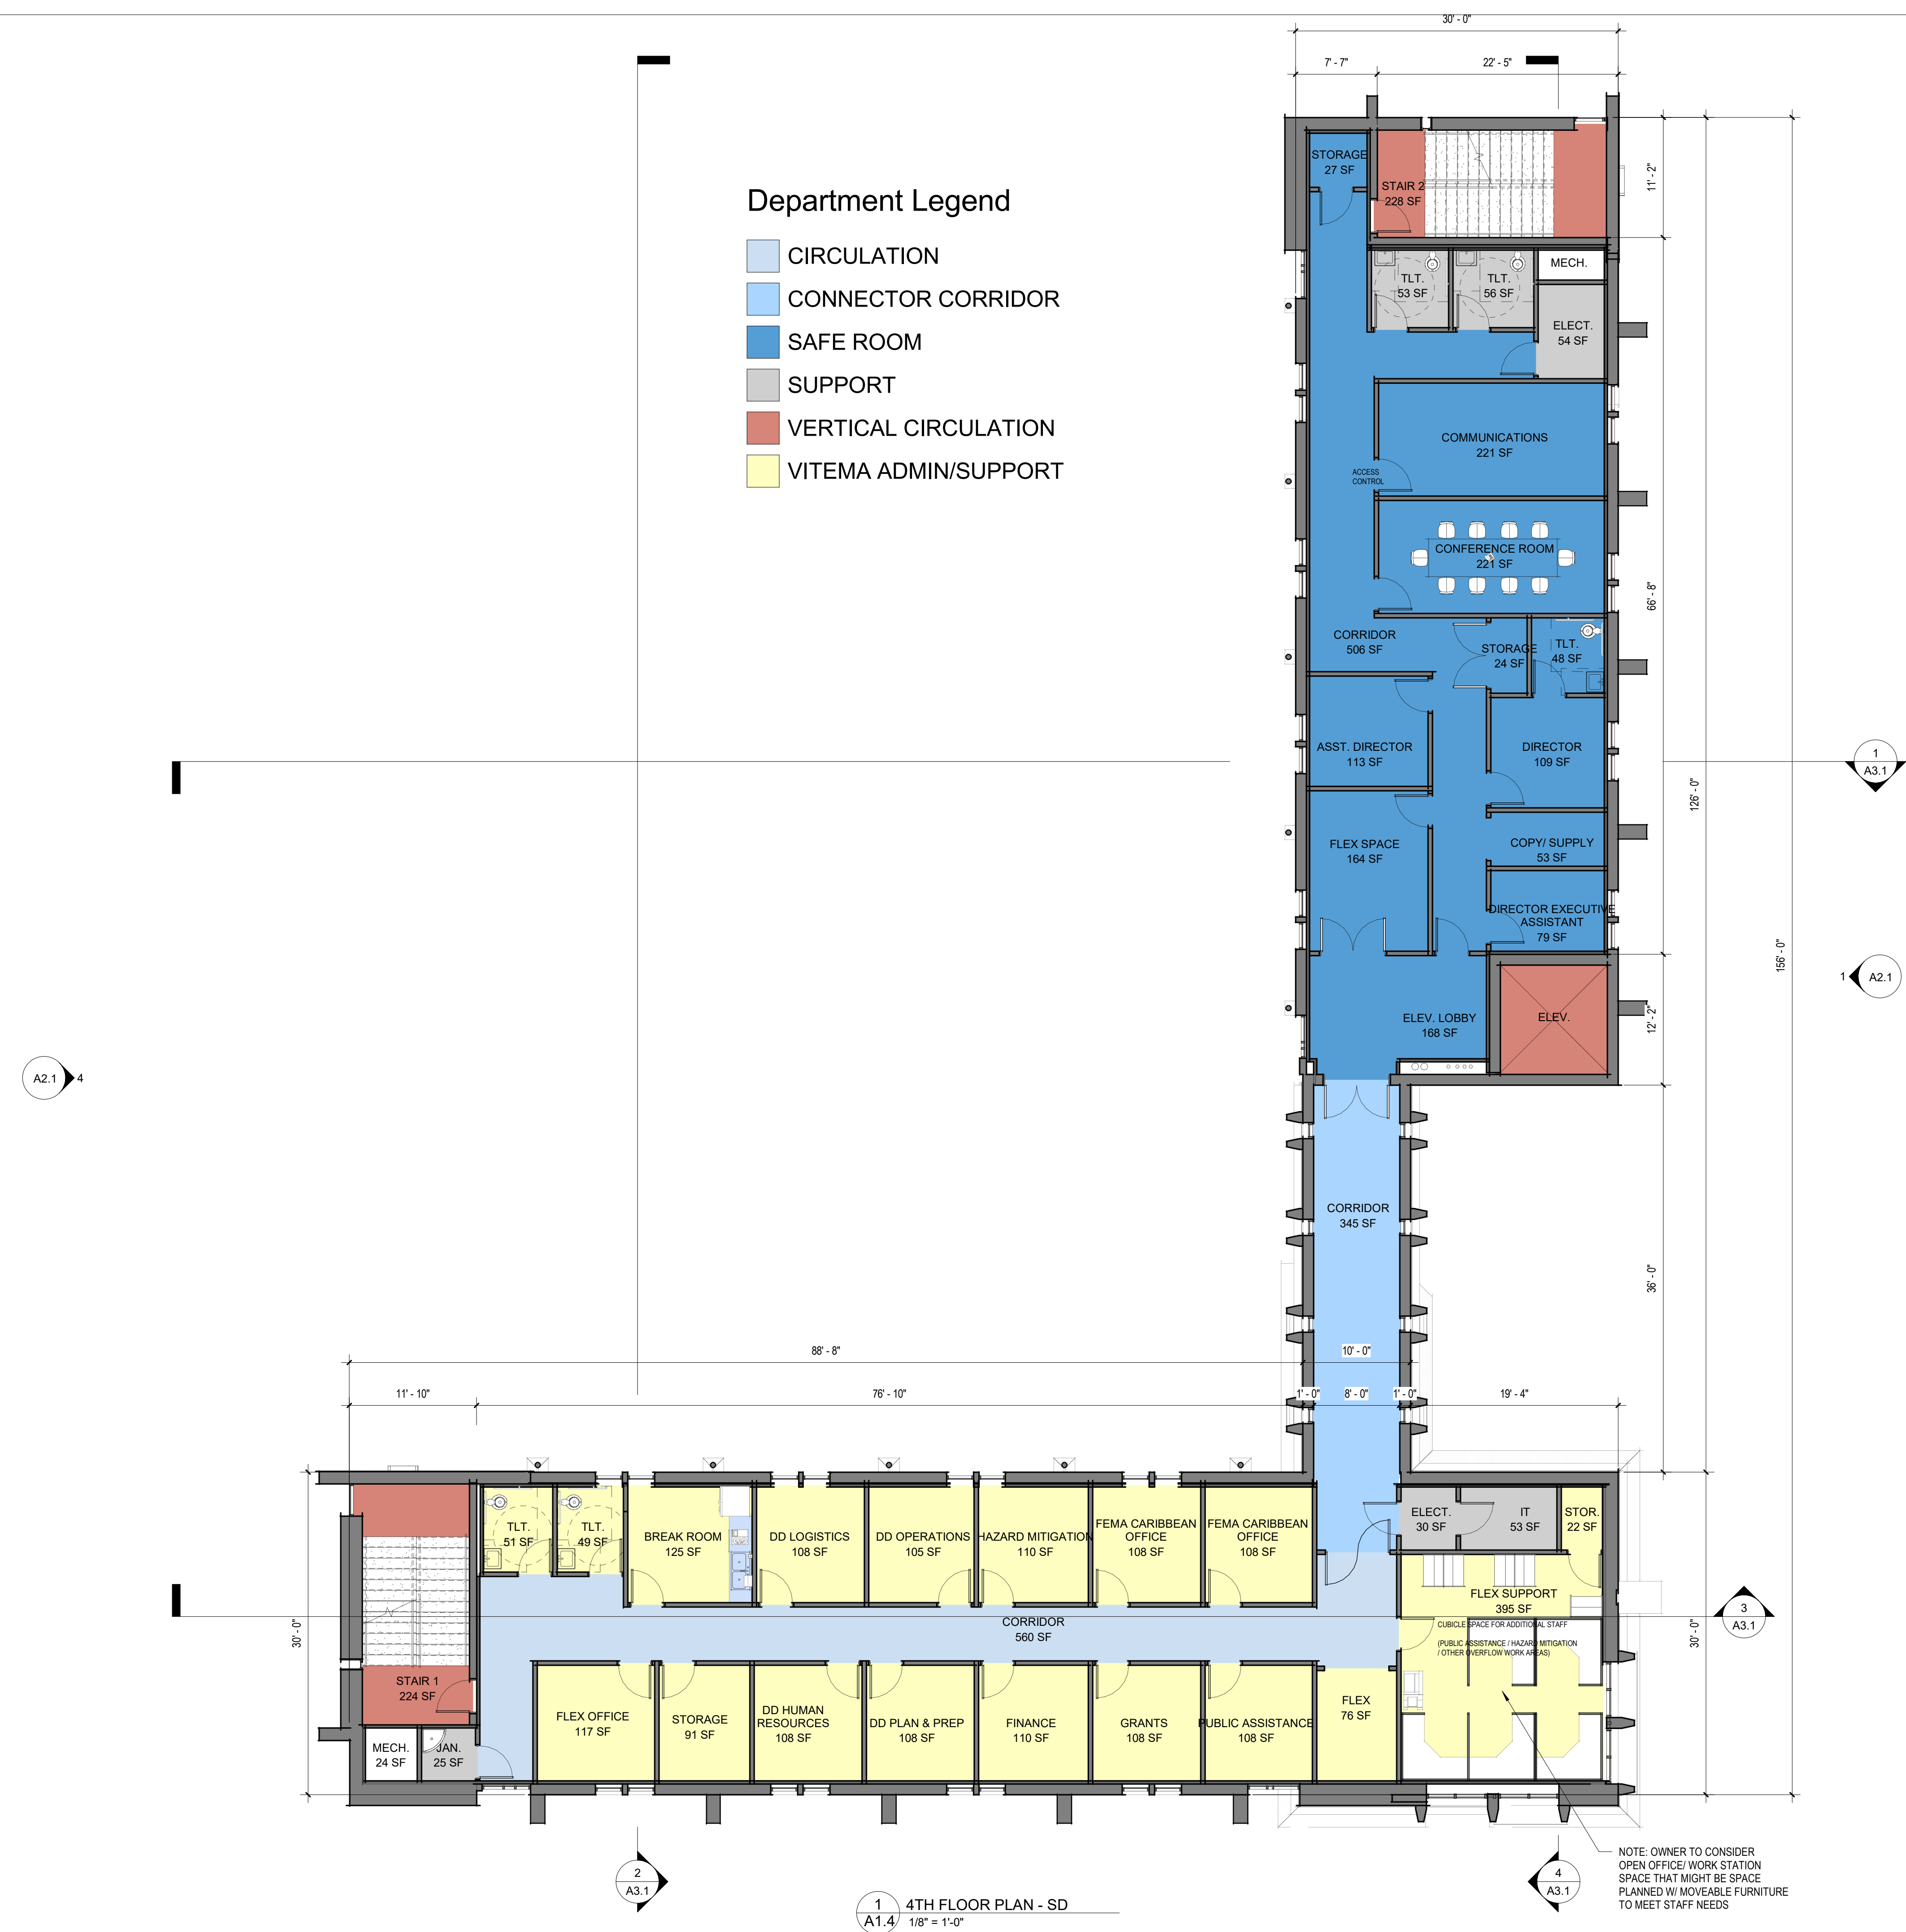 30' - 0"
7' - 7"
22' - 5"
Department Legend
CIRCULATION
CONNECTOR CORRIDOR
SAFE ROOM
SUPPORT
VERTICAL CIRCULATION
VITEMA ADMIN/SUPPORT
STORAGE
27 SF
STAIR 2
228 SF
11' - 2"
TLT.
53 SF
TLT.
56 SF
MECH.
ELECT.
54 SF
COMMUNICATIONS
221 SF
ACCESS
CONTROL
CONFERENCE ROOM
221 SF
66' - 8"
CORRIDOR
506 SF
STORAGE
24 SF
TLT.
48 SF
ASST. DIRECTOR
113 SF
DIRECTOR
109 SF
1
A3.1
126' - 0"
FLEX SPACE
164 SF
COPY/ SUPPLY
53 SF
DIRECTOR EXECUTIVE
ASSISTANT
79 SF
156' - 0"
1
A2.1
ELEV. LOBBY
168 SF
ELEV.
12' - 2"
A2.1
4
CORRIDOR
345 SF
36' - 0"
88' - 8"
10' - 0"
11' - 10"
76' - 10"
1' - 0"
8' - 0"
1' - 0"
19' - 4"
TLT.
51 SF
TLT.
49 SF
BREAK ROOM
125 SF
DD LOGISTICS
108 SF
DD OPERATIONS
105 SF
HAZARD MITIGATION
110 SF
FEMA CARIBBEAN
OFFICE
108 SF
FEMA CARIBBEAN
OFFICE
108 SF
ELECT.
30 SF
IT
53 SF
STOR.
22 SF
FLEX SUPPORT
395 SF
CUBICLE SPACE FOR ADDITIONAL STAFF
(PUBLIC ASSISTANCE / HAZARD MITIGATION
/ OTHER OVERFLOW WORK AREAS)
3
A3.1
30' - 0"
30' - 0"
CORRIDOR
560 SF
STAIR 1
224 SF
MECH.
24 SF
JAN.
25 SF
FLEX OFFICE
117 SF
STORAGE
91 SF
DD HUMAN
RESOURCES
108 SF
DD PLAN & PREP
108 SF
FINANCE
110 SF
GRANTS
108 SF
PUBLIC ASSISTANCE
108 SF
FLEX
76 SF
NOTE: OWNER TO CONSIDER
OPEN OFFICE/ WORK STATION
SPACE THAT MIGHT BE SPACE
PLANNED W/ MOVEABLE FURNITURE
TO MEET STAFF NEEDS
2
A3.1
4
A3.1
1
A1.4
4TH FLOOR PLAN - SD
1/8" = 1'-0"